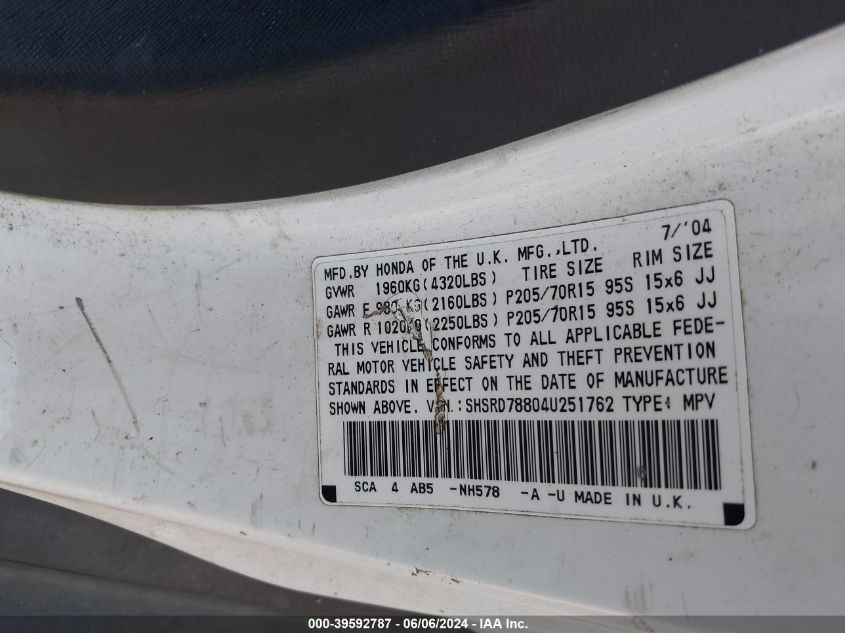 7/'04
MFD.BY HONDA OF THE U.K. MFG.,LTD.
GVWR 1960KG(4320LBS) TIRE SIZE RIM SIZE
GAWR F 980 KG(2160LBS) P205/70R15 95S 15x6 JJ
GAWR R 1020KG(2250LBS) P205/70R15 95S 15x6 JJ
THIS VEHICLE CONFORMS TO ALL APPLICABLE FEDE-
RAL MOTOR VEHICLE SAFETY AND THEFT PREVENTION
STANDARDS IN EFFECT ON THE DATE OF MANUFACTURE
SHOWN ABOVE. V.I.N.:SHSRD78804U251762 TYPE: MPV
SCA 4 AB5 -NH578 -A -U MADE IN U.K.
000-39592787 - 06/06/2024 - IAA Inc.